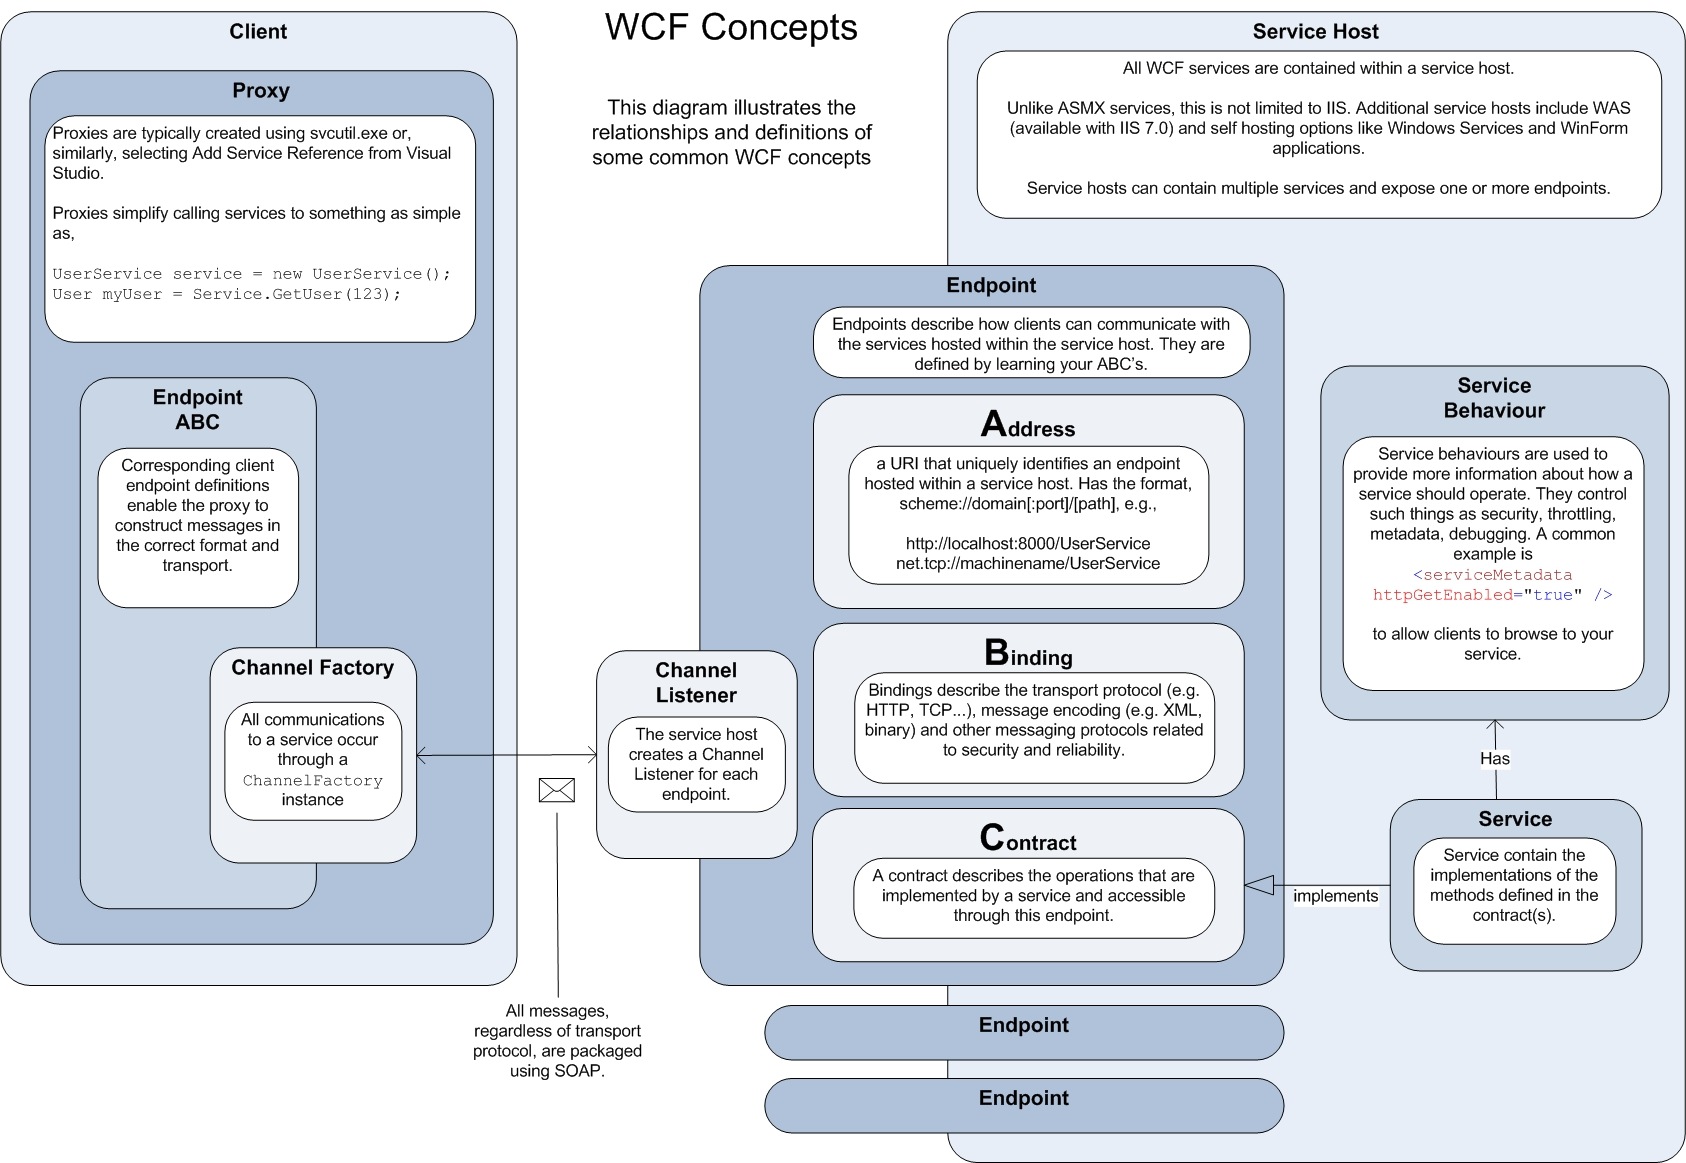 WCF Concepts
This diagram illustrates the
relationships and definitions of
some common WCF concepts
Client
Proxy
Proxies are typically created using svcutil.exe or,
similarly, selecting Add Service Reference from Visual
Studio.
Proxies simplify calling services to something as simple
as,
UserService service = new UserService();
User myUser = Service.GetUser(123);
Endpoint
ABC
Corresponding client
endpoint definitions
enable the proxy to
construct messages in
the correct format and
transport.
Channel Factory
All communications
to a service occur
through a
ChannelFactory
instance
All messages,
regardless of transport
protocol, are packaged
using SOAP.
Channel
Listener
The service host
creates a Channel
Listener for each
endpoint.
Service Host
All WCF services are contained within a service host.
Unlike ASMX services, this is not limited to IIS. Additional service hosts include WAS
(available with IIS 7.0) and self hosting options like Windows Services and WinForm
applications.
Service hosts can contain multiple services and expose one or more endpoints.
Endpoint
Endpoints describe how clients can communicate with
the services hosted within the service host. They are
defined by learning your ABC's.
Address
a URI that uniquely identifies an endpoint
hosted within a service host. Has the format,
scheme://domain[:port]/[path], e.g.,
http://localhost:8000/UserService
net.tcp://machinename/UserService
Binding
Bindings describe the transport protocol (e.g.
HTTP, TCP...), message encoding (e.g. XML,
binary) and other messaging protocols related
to security and reliability.
Contract
A contract describes the operations that are
implemented by a service and accessible
through this endpoint.
Endpoint
Endpoint
Service
Behaviour
Service behaviours are used to
provide more information about how a
service should operate. They control
such things as security, throttling,
metadata, debugging. A common
example is
<serviceMetadata
httpGetEnabled="true" />
to allow clients to browse to your
service.
Has
Service
Service contain the
implementations of the
methods defined in the
contract(s).
implements